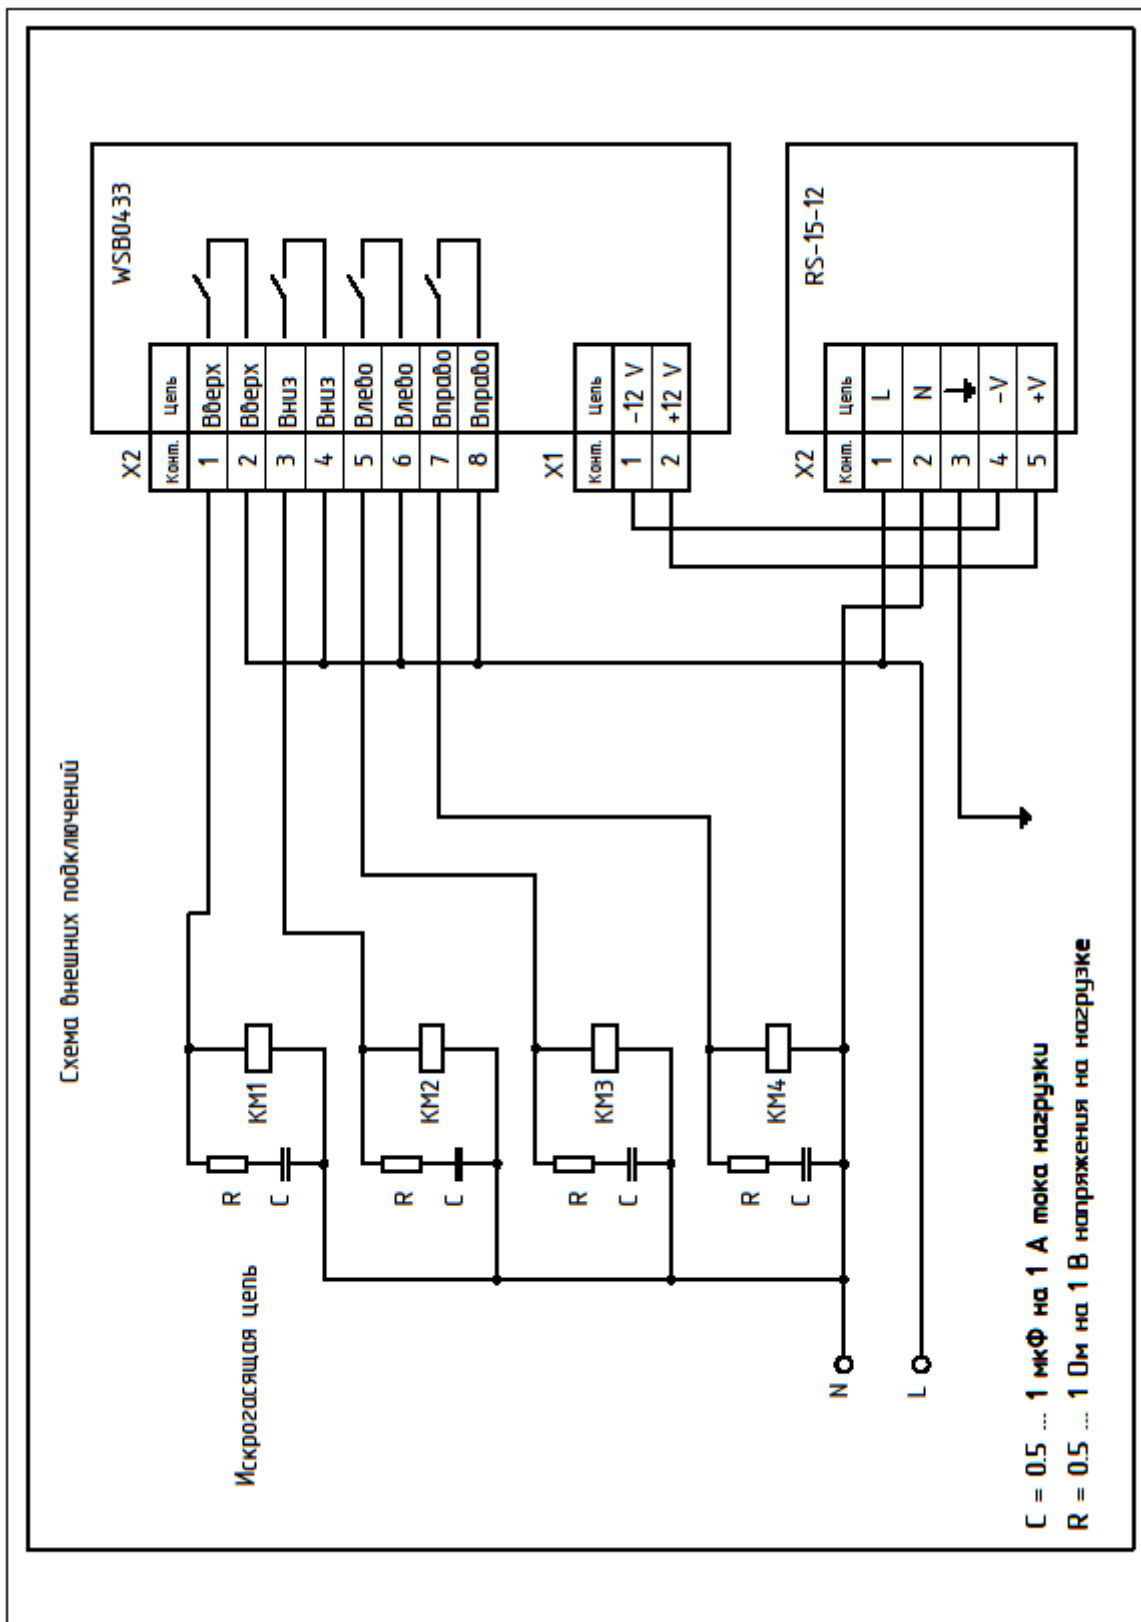 Схема внешних подключений
WSB0433
X2
Конт. Цепь
1 Вверх
2 Вверх
3 Вниз
4 Вниз
5 Влево
6 Влево
7 Вправо
8 Вправо
X1
Конт. Цепь
1 -12 V
2 +12 V
RS-15-12
X2
Конт. Цепь
1 L
2 N
3
4 -V
5 +V
KM1
R
C
KM2
R
C
KM3
R
C
KM4
R
C
Искрогасящая цепь
N
L
C = 0.5 ... 1 мкФ на 1 А тока нагрузки
R = 0.5 ... 1 Ом на 1 В напряжения на нагрузке